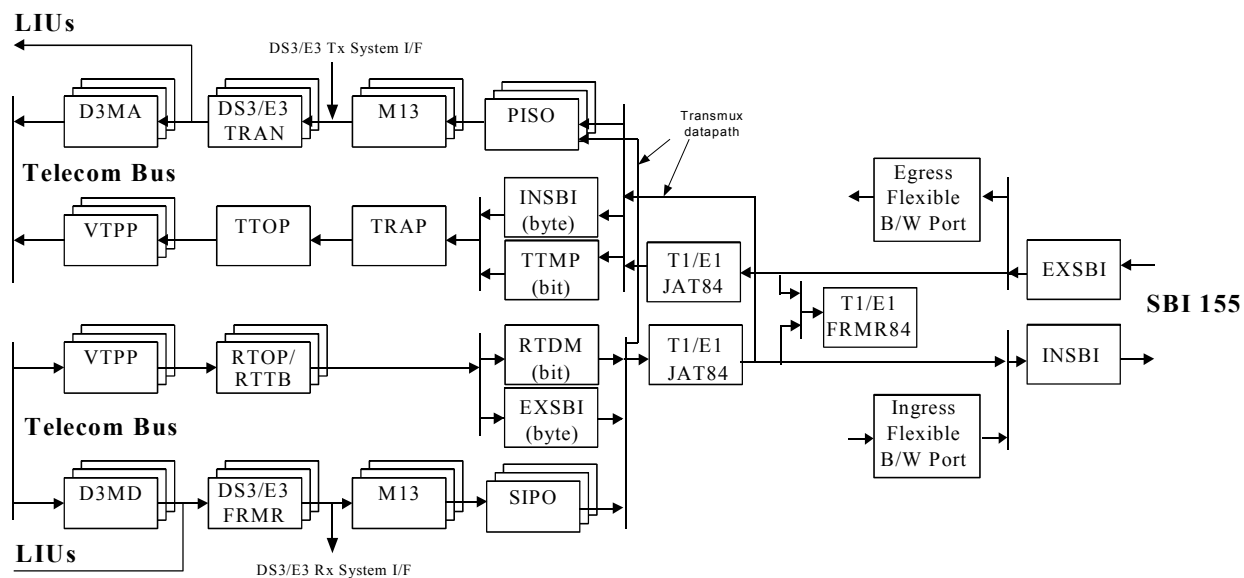 LIUs
DS3/E3 Tx System I/F
D3MA
DS3/E3
TRAN
M13
PISO
Transmux
datapath
Telecom Bus
VTPP
TTOP
TRAP
INSBI
(byte)
TTMP
(bit)
T1/E1
JAT84
Egress
Flexible
B/W Port
EXSBI
T1/E1
FRMR84
SBI 155
VTPP
RTOP/
RTTB
RTDM
(bit)
T1/E1
JAT84
INSBI
EXSBI
(byte)
Ingress
Flexible
B/W Port
Telecom Bus
D3MD
DS3/E3
FRMR
M13
SIPO
LIUs
DS3/E3 Rx System I/F